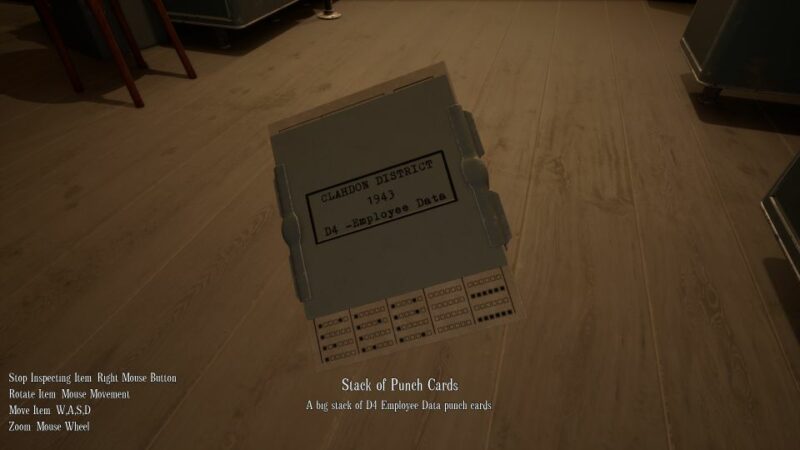 CLAHDON DISTRICT
1943
D4 -Employee Data
Stack of Punch Cards
A big stack of D4 Employee Data punch cards
Stop Inspecting Item Right Mouse Button
Rotate Item Mouse Movement
Move Item W,A,S,D
Zoom Mouse Wheel